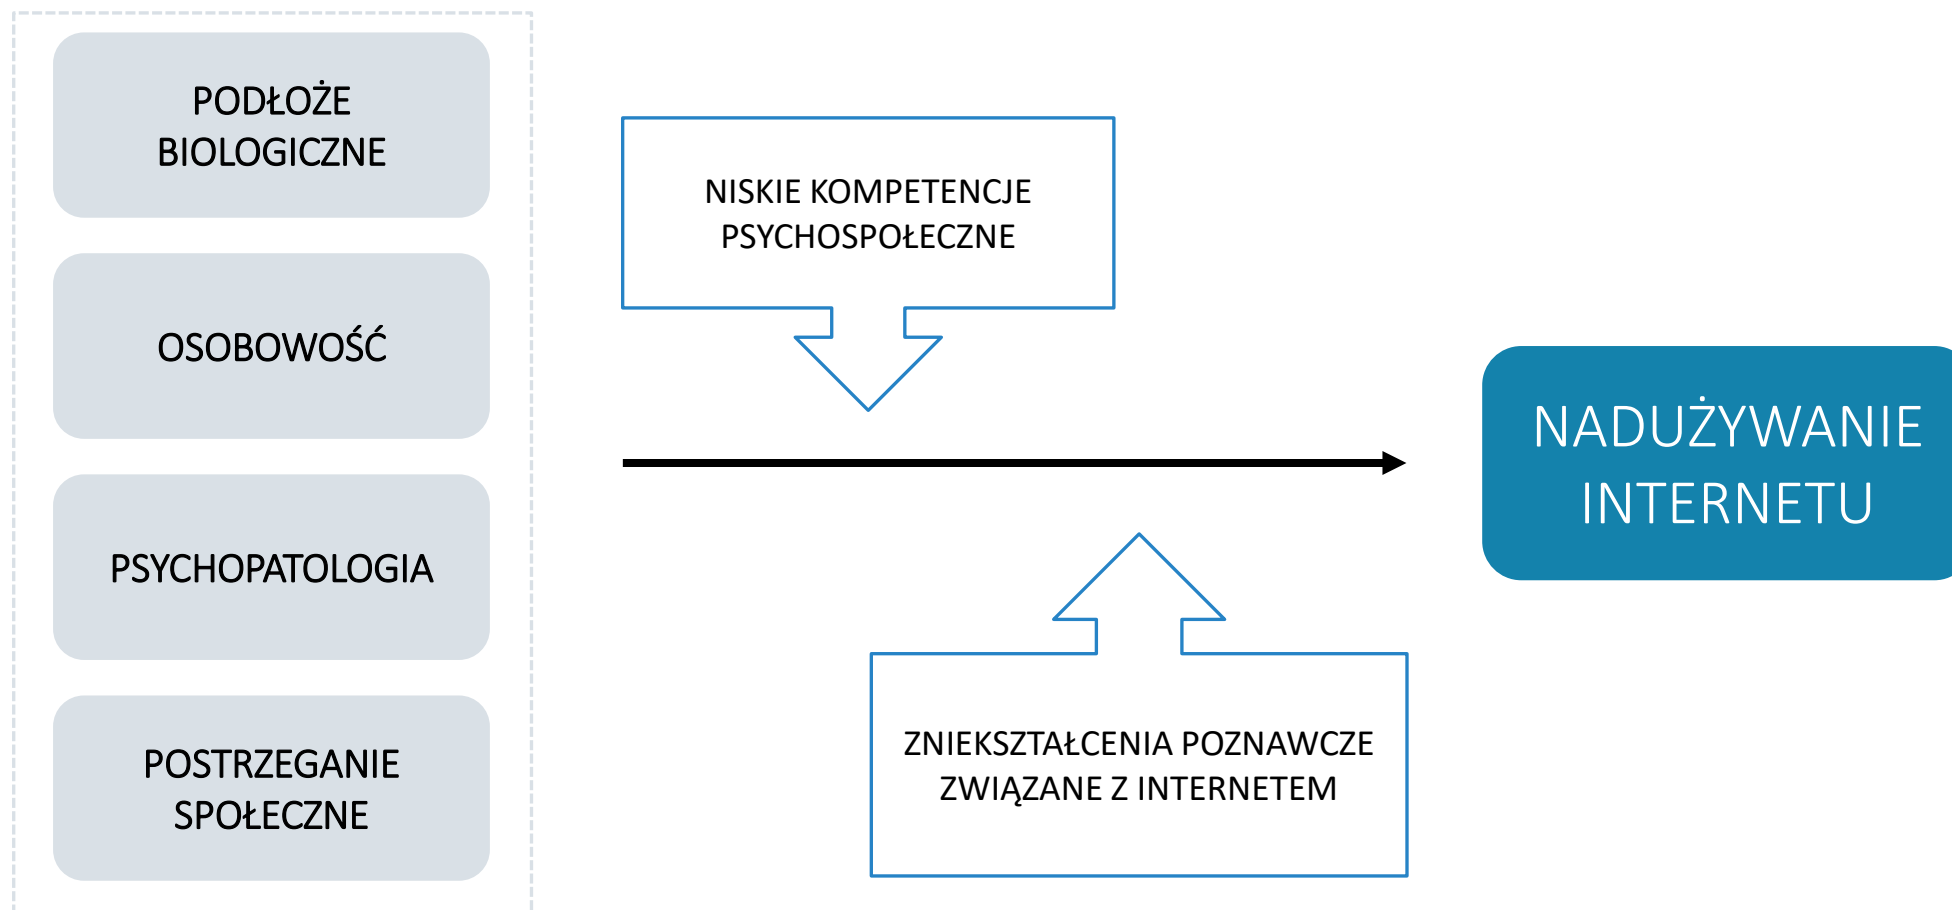 PODŁOŻE
BIOLOGICZNE
OSOBOWOŚĆ
PSYCHOPATOLOGIA
POSTRZEGANIE
SPOŁECZNE
NISKIE KOMPETENCJE
PSYCHOSPOŁECZNE
ZNIEKSZTAŁCENIA POZNAWCZE
ZWIĄZANE Z INTERNETEM
NADUŻYWANIE
INTERNETU